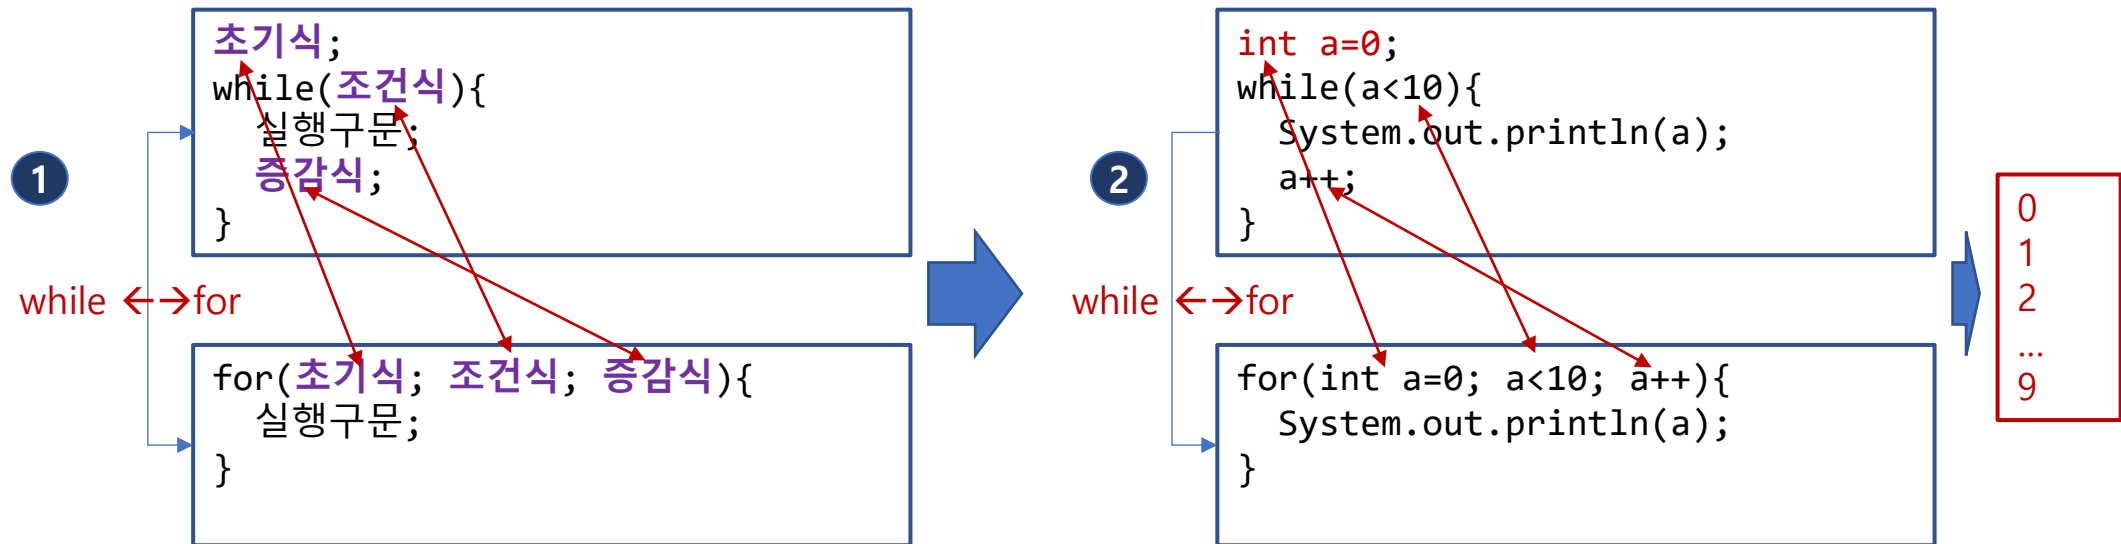 1
초기식;
while(조건식){
실행구문;
증감식;
}
while ←→for
for(초기식; 조건식; 증감식){
실행구문;
}
2
int a=0;
while(a<10){
System.out.println(a);
a++;
}
while ←→for
for(int a=0; a<10; a++){
System.out.println(a);
}
0
1
2
…
9